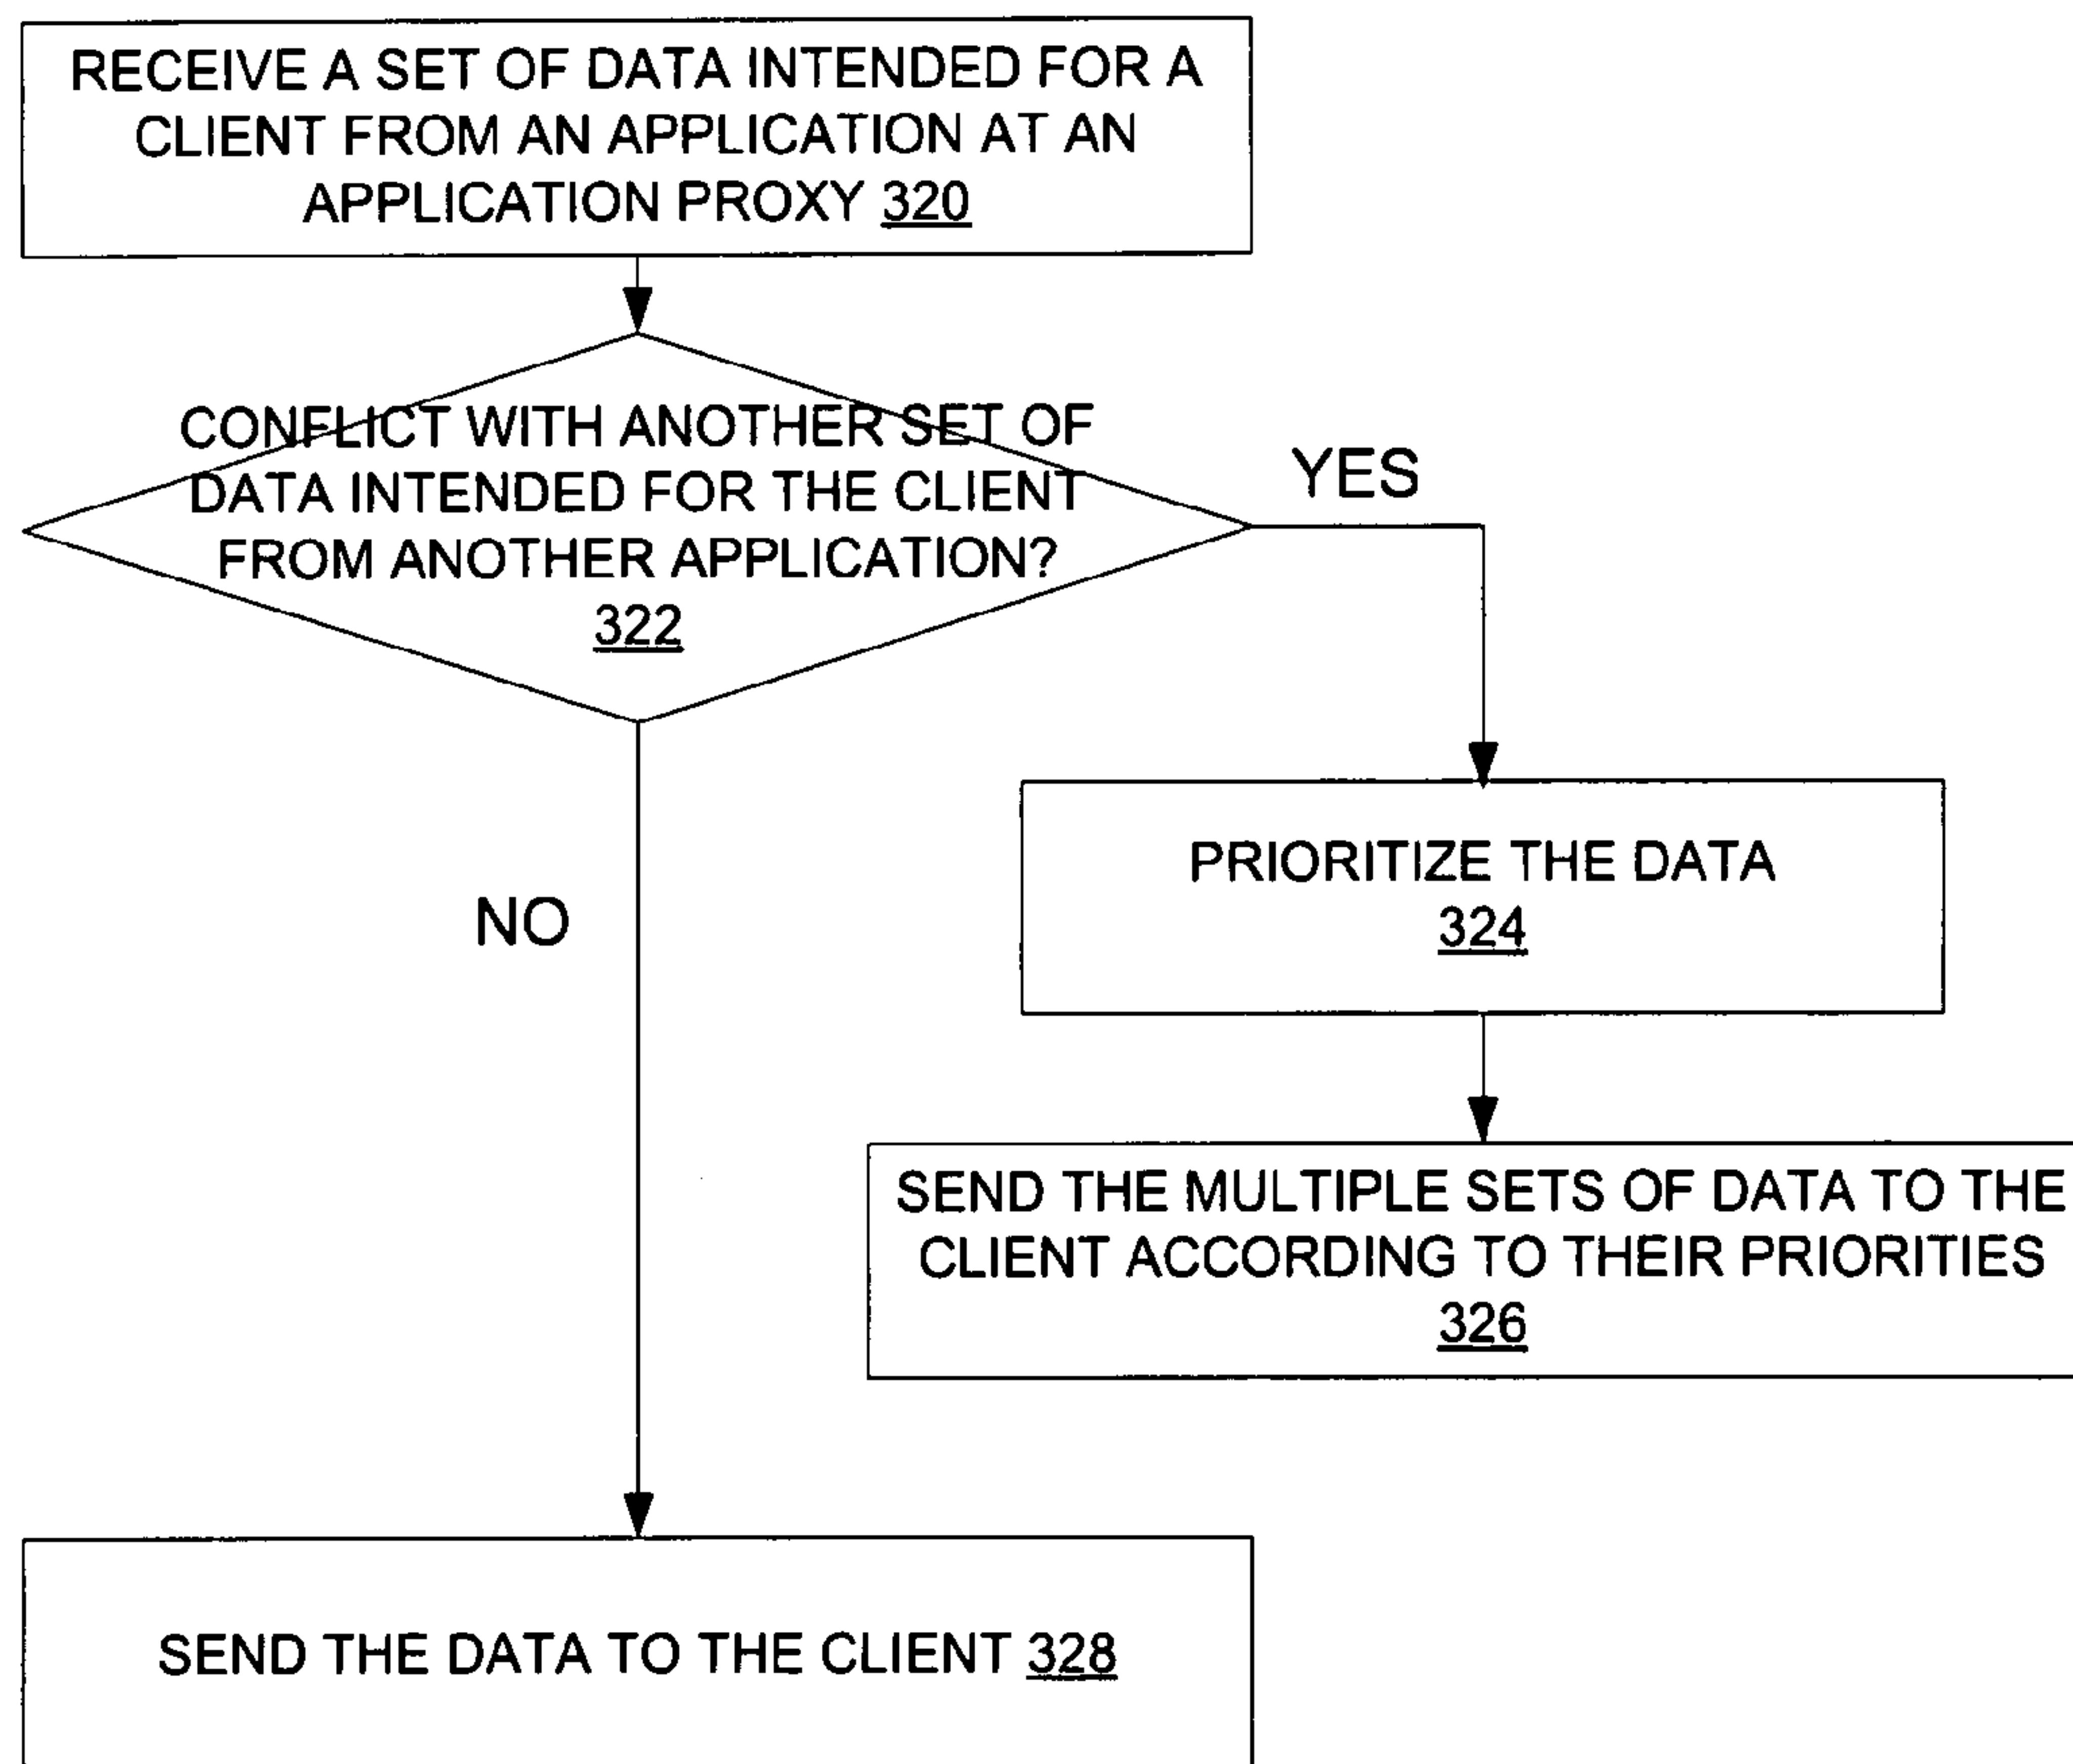 RECEIVE A SET OF DATA INTENDED FOR A
CLIENT FROM AN APPLICATION AT AN
APPLICATION PROXY 320
CONFLICT WITH ANOTHER SET OF
DATA INTENDED FOR THE CLIENT
FROM ANOTHER APPLICATION?
322
YES
PRIORITIZE THE DATA
324
NO
SEND THE MULTIPLE SETS OF DATA TO THE
CLIENT ACCORDING TO THEIR PRIORITIES
326
SEND THE DATA TO THE CLIENT 328